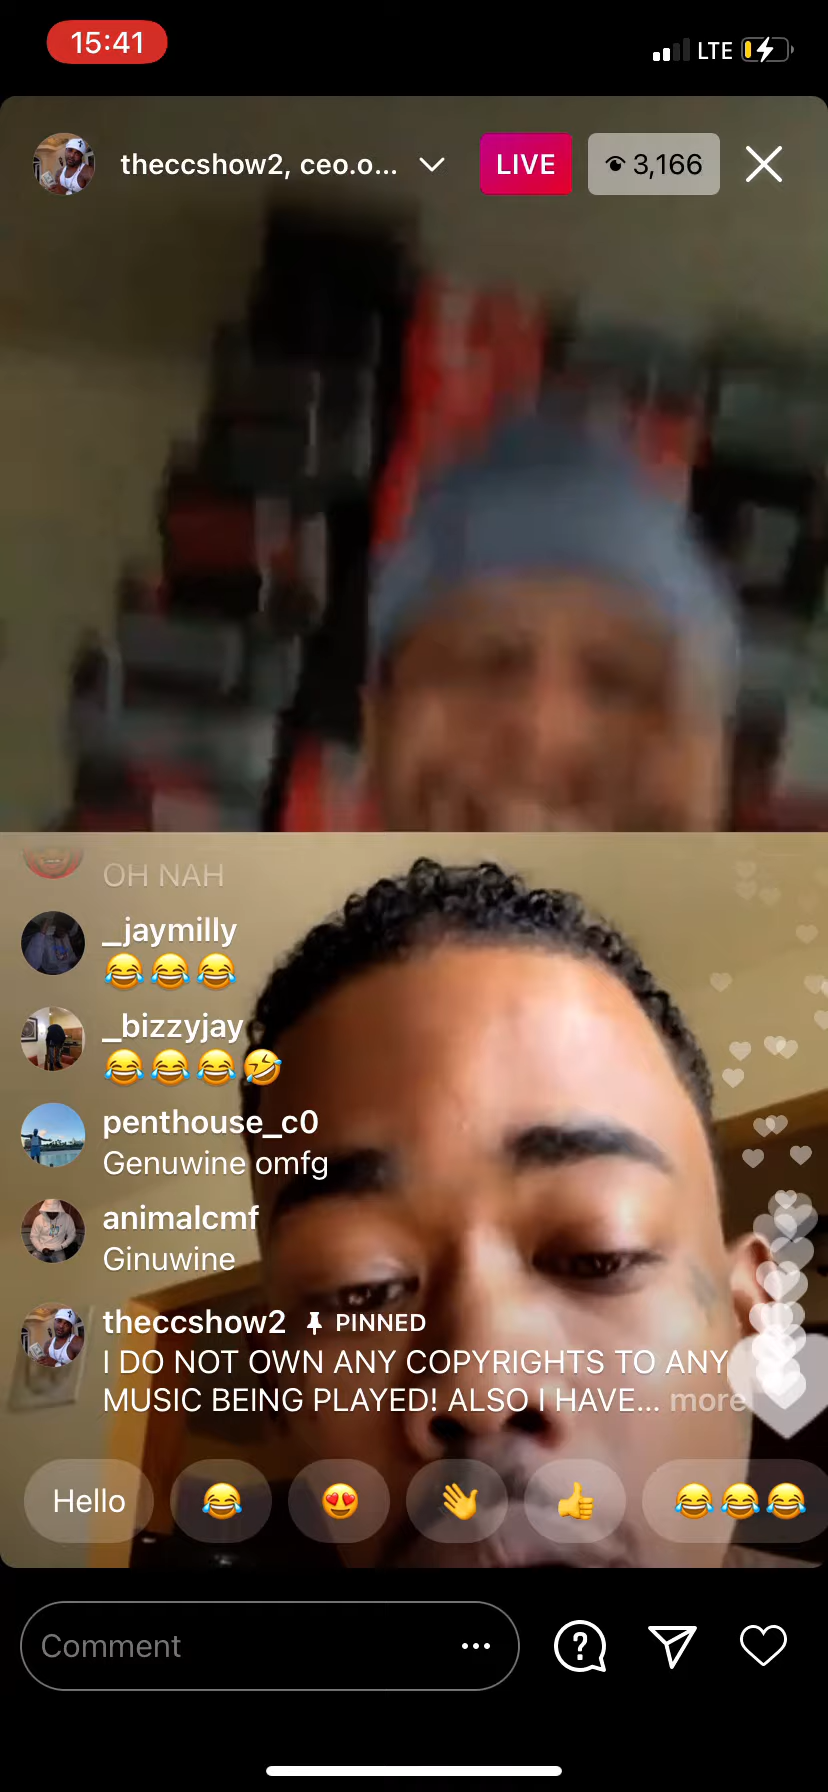 15:41
LTE
theccshow2, ceo.o...
LIVE
3,166
OH NAH
_jaymilly
😂😂😂
_bizzyjay
😂😂😂🤣
penthouse_c0
Genuwine omfg
animalcmf
Ginuwine
theccshow2 PINNED
I DO NOT OWN ANY COPYRIGHTS TO ANY
MUSIC BEING PLAYED! ALSO I HAVE... more
Hello 😂 😍 👋 👍 😂😂😂
Comment